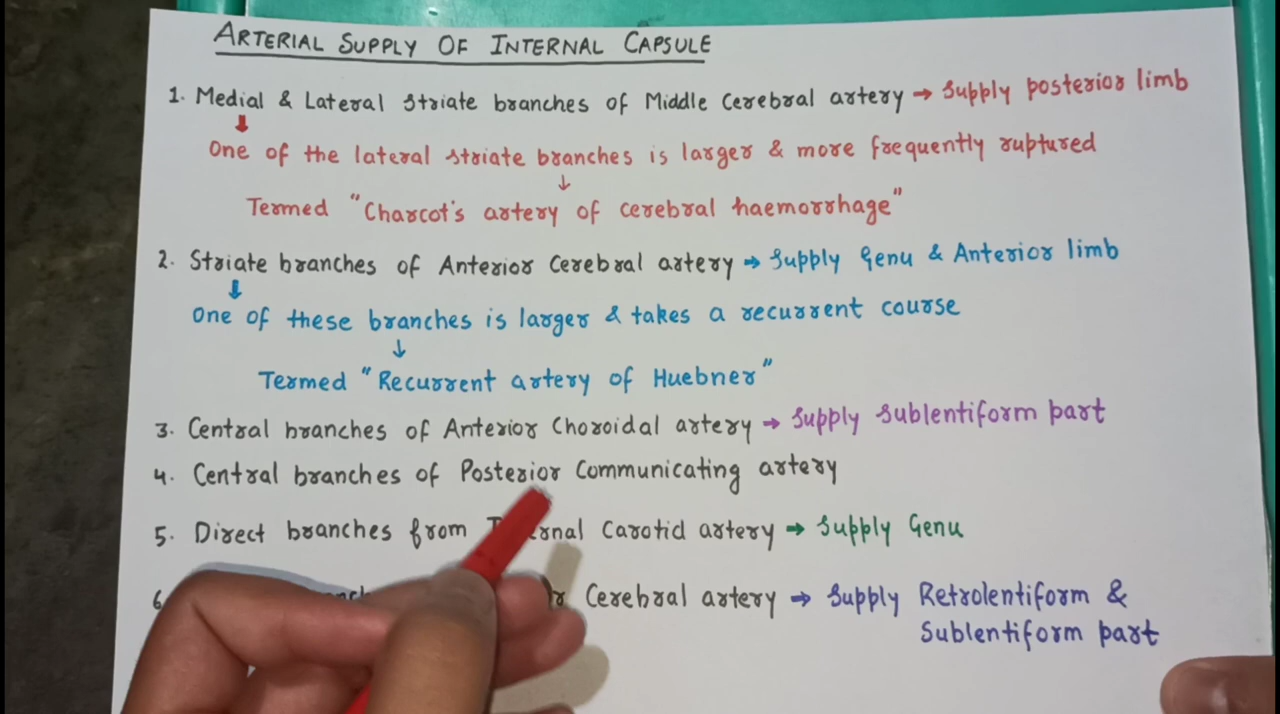 ARTERIAL SUPPLY OF INTERNAL CAPSULE
1. Medial & Lateral striate branches of Middle Cerebral artery → Supply posterior limb
One of the lateral striate branches is larger & more frequently ruptured
Termed "Charcot's artery of cerebral haemorrhage"
2. Striate branches of Anterior Cerebral artery → Supply Genu & Anterior limb
One of these branches is larger & takes a recurrent course
Termed "Recurrent artery of Huebner"
3. Central branches of Anterior Choroidal artery → Supply Sublentiform part
4. Central branches of Posterior Communicating artery
5. Direct branches from Carotid artery → Supply Genu
6. Cerebral artery → Supply Retrolentiform &
Sublentiform part